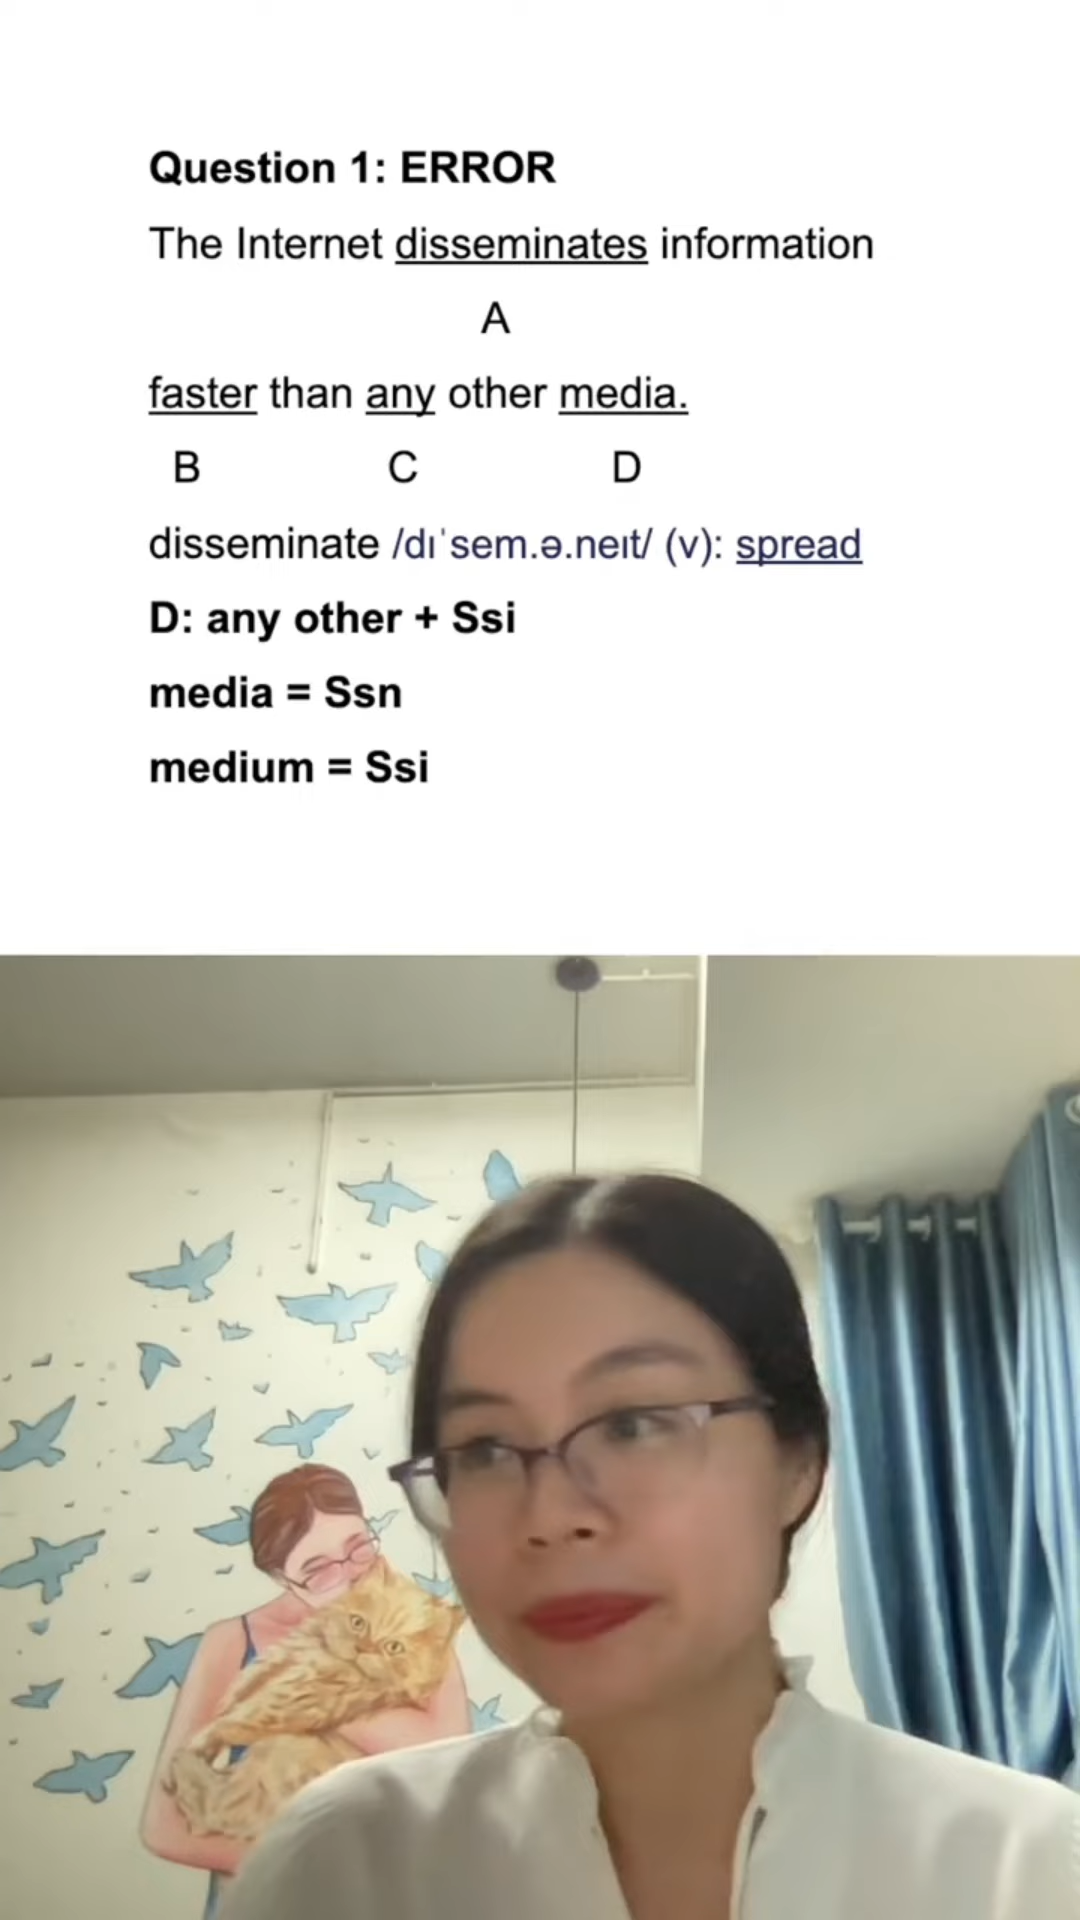 Question 1: ERROR
The Internet disseminates information
A
faster than any other media.
B C D
disseminate /dɪˈsem.ə.neɪt/ (v): spread
D: any other + Ssi
media = Ssn
medium = Ssi